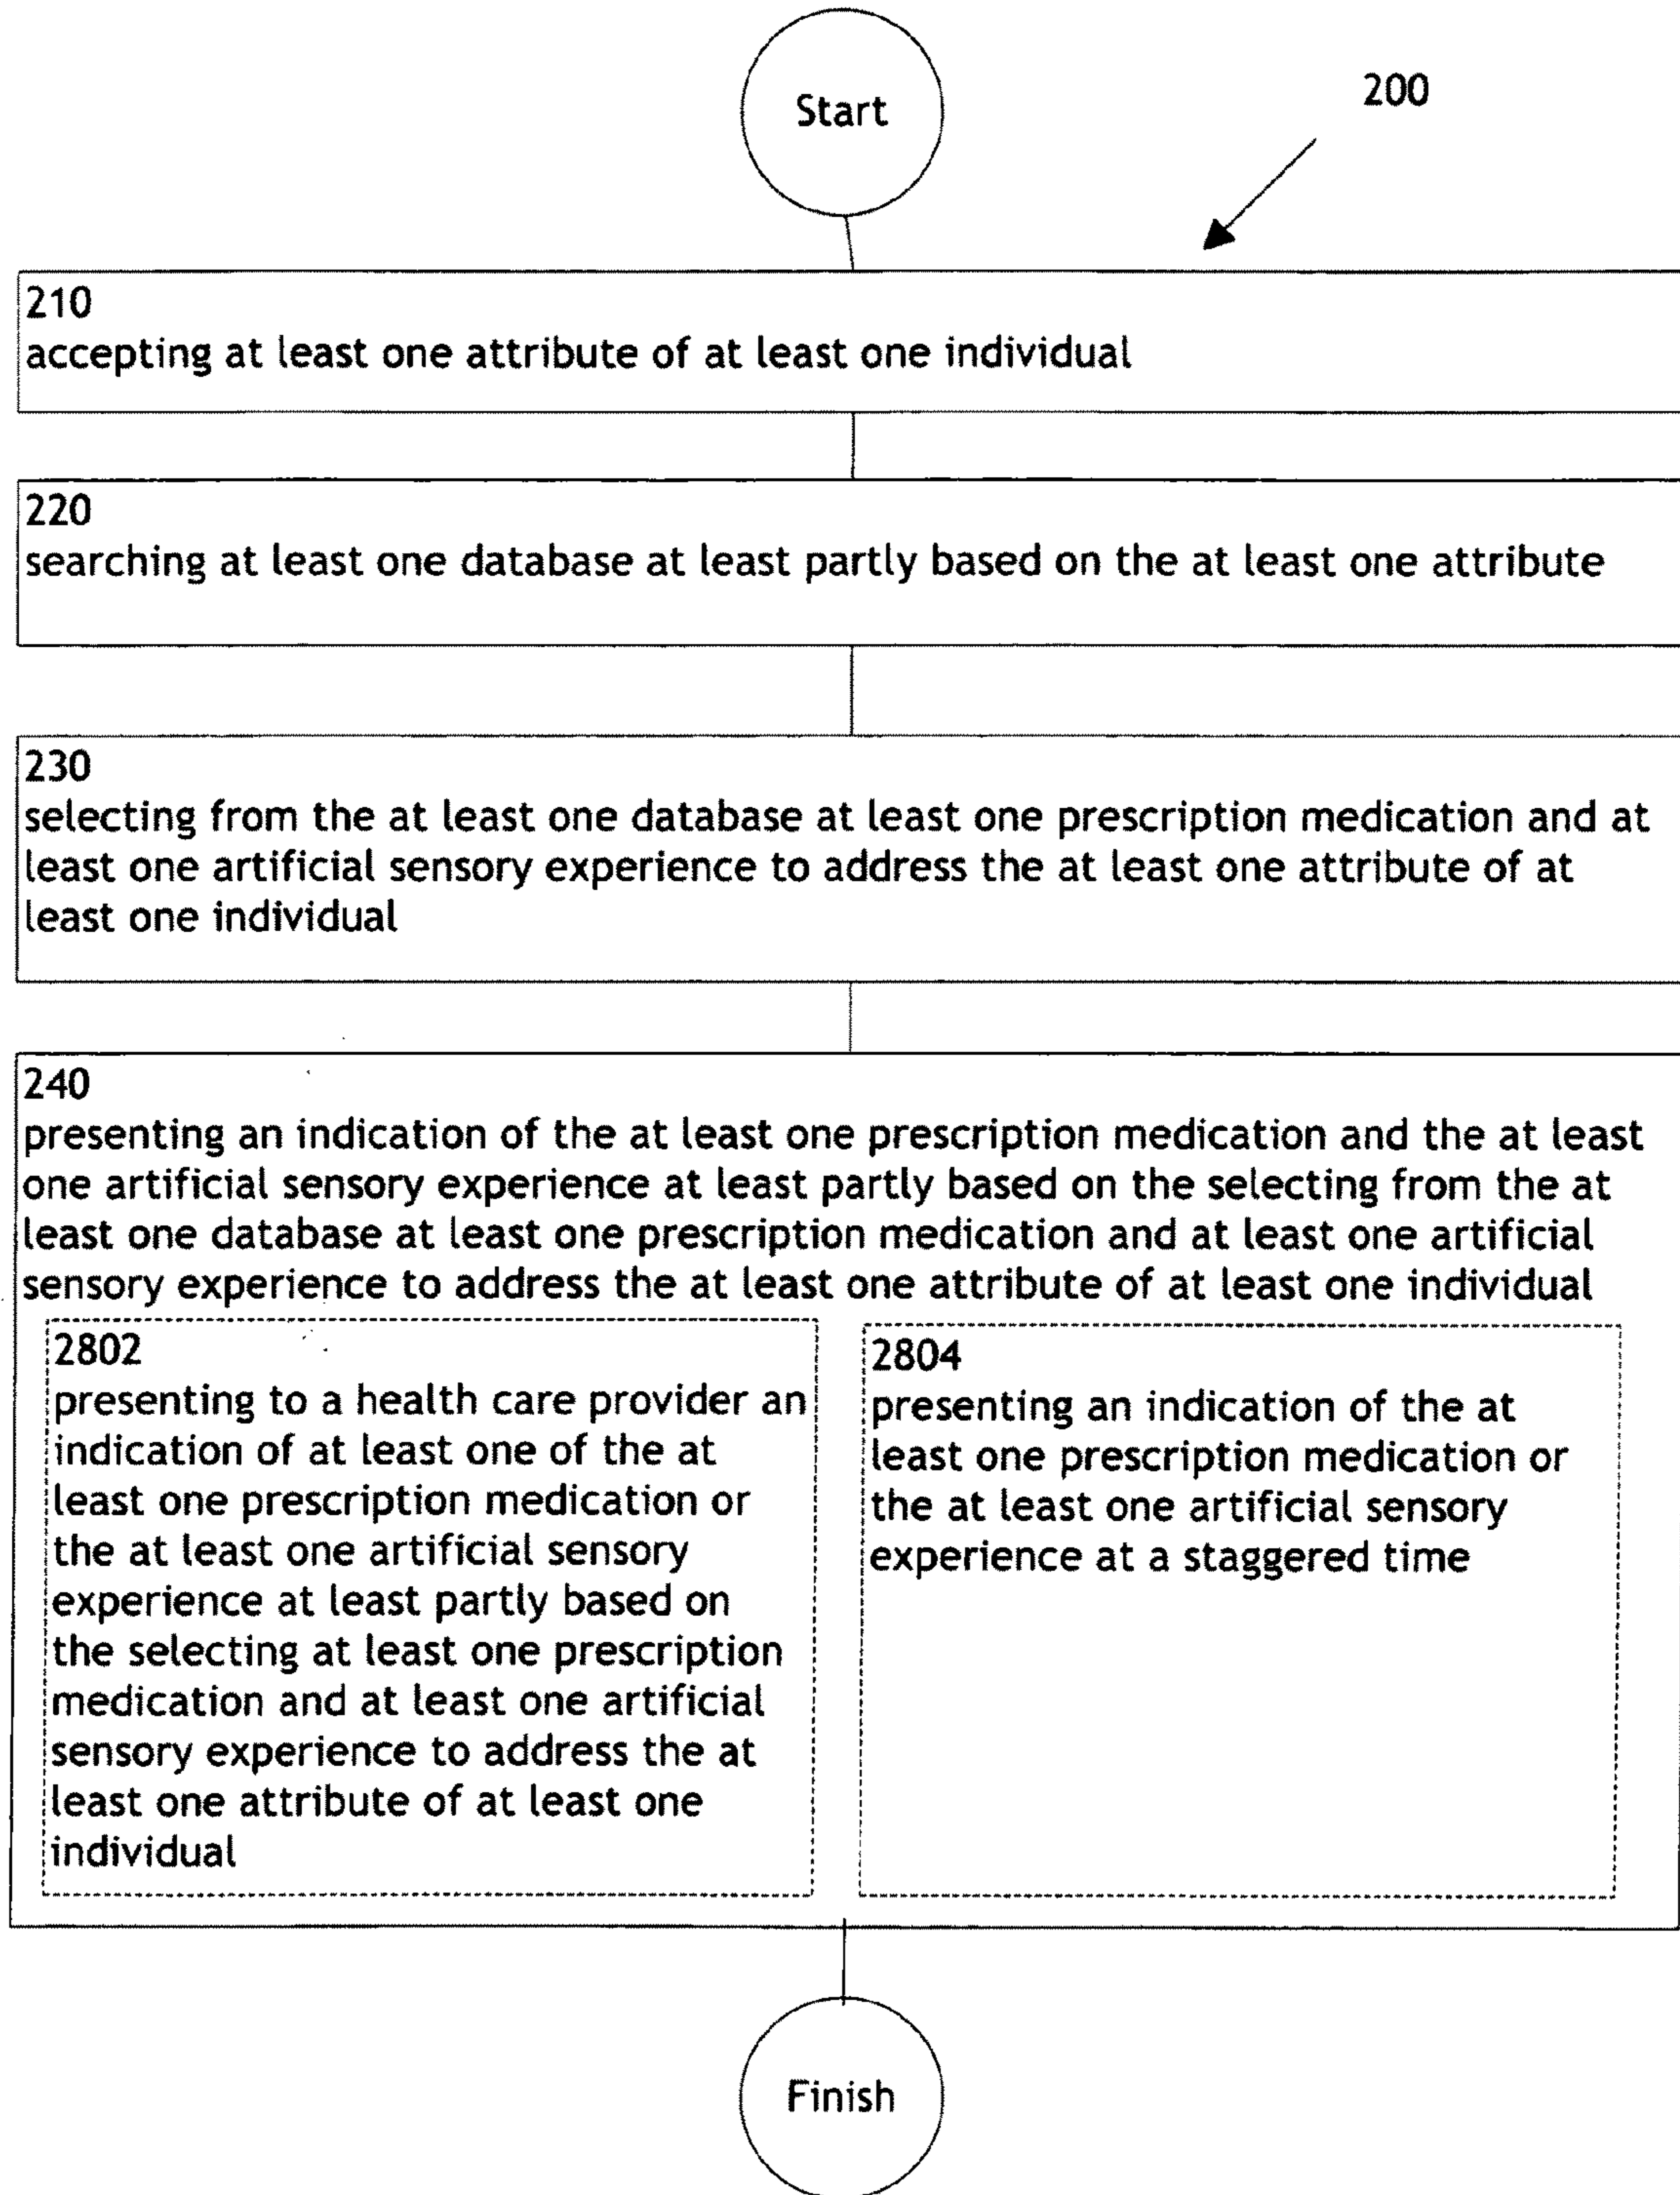 Start
200
210
accepting at least one attribute of at least one individual
220
searching at least one database at least partly based on the at least one attribute
230
selecting from the at least one database at least one prescription medication and at
least one artificial sensory experience to address the at least one attribute of at
least one individual
240
presenting an indication of the at least one prescription medication and the at least
one artificial sensory experience at least partly based on the selecting from the at
least one database at least one prescription medication and at least one artificial
sensory experience to address the at least one attribute of at least one individual
2802
presenting to a health care provider an
indication of at least one of the at
least one prescription medication or
the at least one artificial sensory
experience at least partly based on
the selecting at least one prescription
medication and at least one artificial
sensory experience to address the at
least one attribute of at least one
individual
2804
presenting an indication of the at
least one prescription medication or
the at least one artificial sensory
experience at a staggered time
Finish